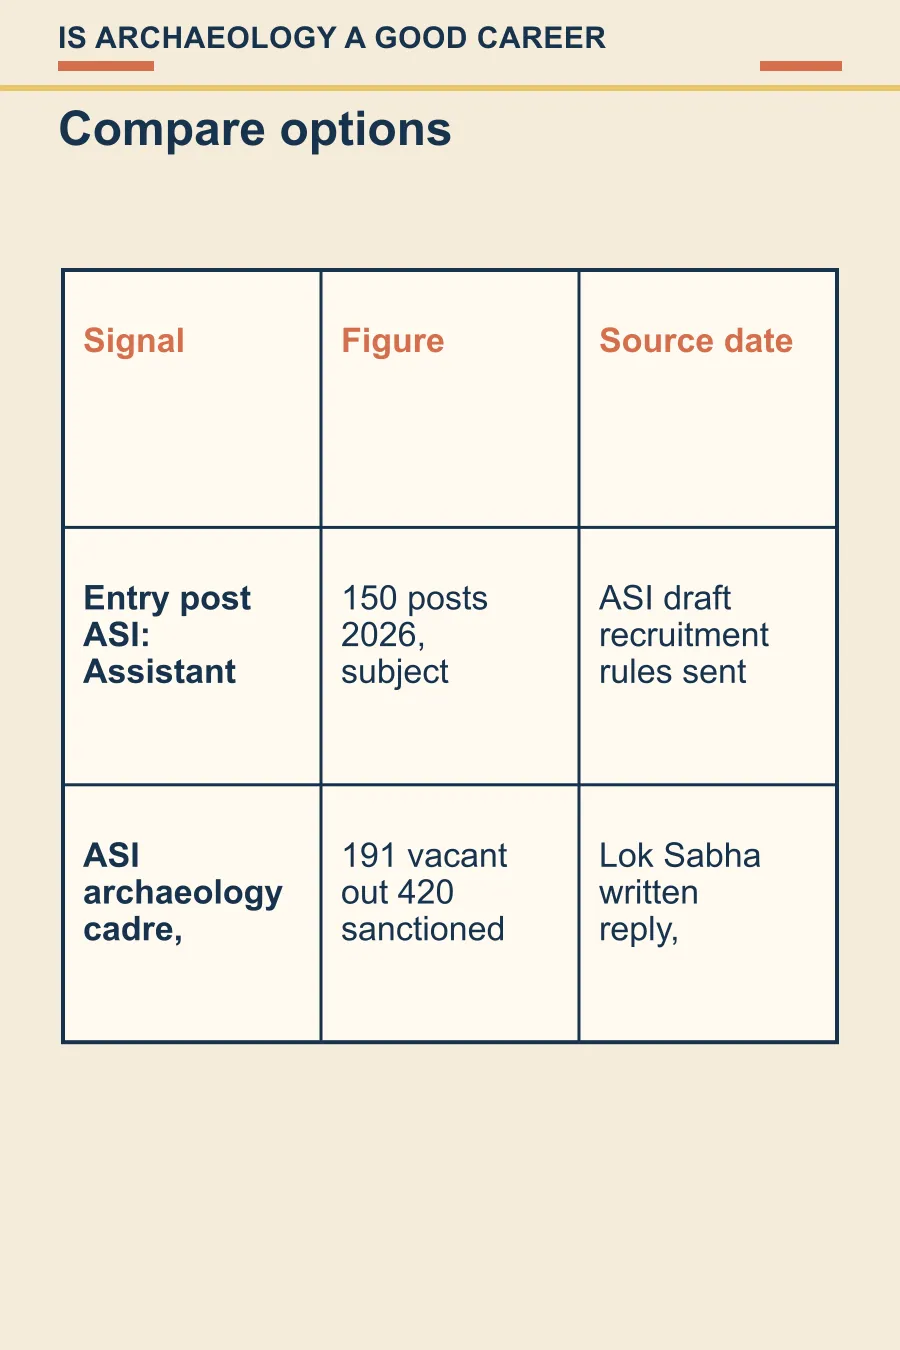 IS ARCHAEOLOGY A GOOD CAREER
Compare options
Signal
Figure
Source date
Entry post
ASI:
Assistant
150 posts
2026,
subject
ASI draft
recruitment
rules sent
ASI
archaeology
cadre,
191 vacant
out 420
sanctioned
Lok Sabha
written
reply,